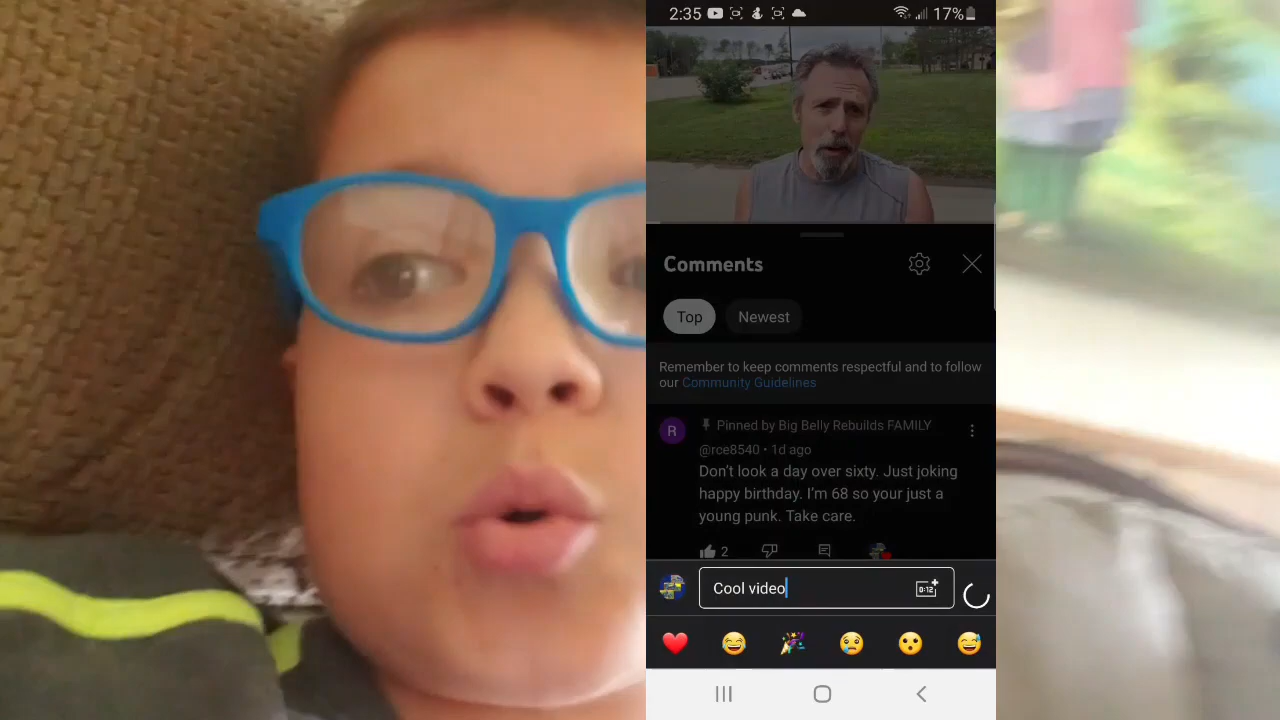 2:35
17%
Comments
Top
Newest
Remember to keep comments respectful and to follow
our Community Guidelines
R
Pinned by Big Belly Rebuilds FAMILY
@rce8540 • 1d ago
Don't look a day over sixty. Just joking
happy birthday. I'm 68 so your just a
young punk. Take care.
2
Cool video
0:12